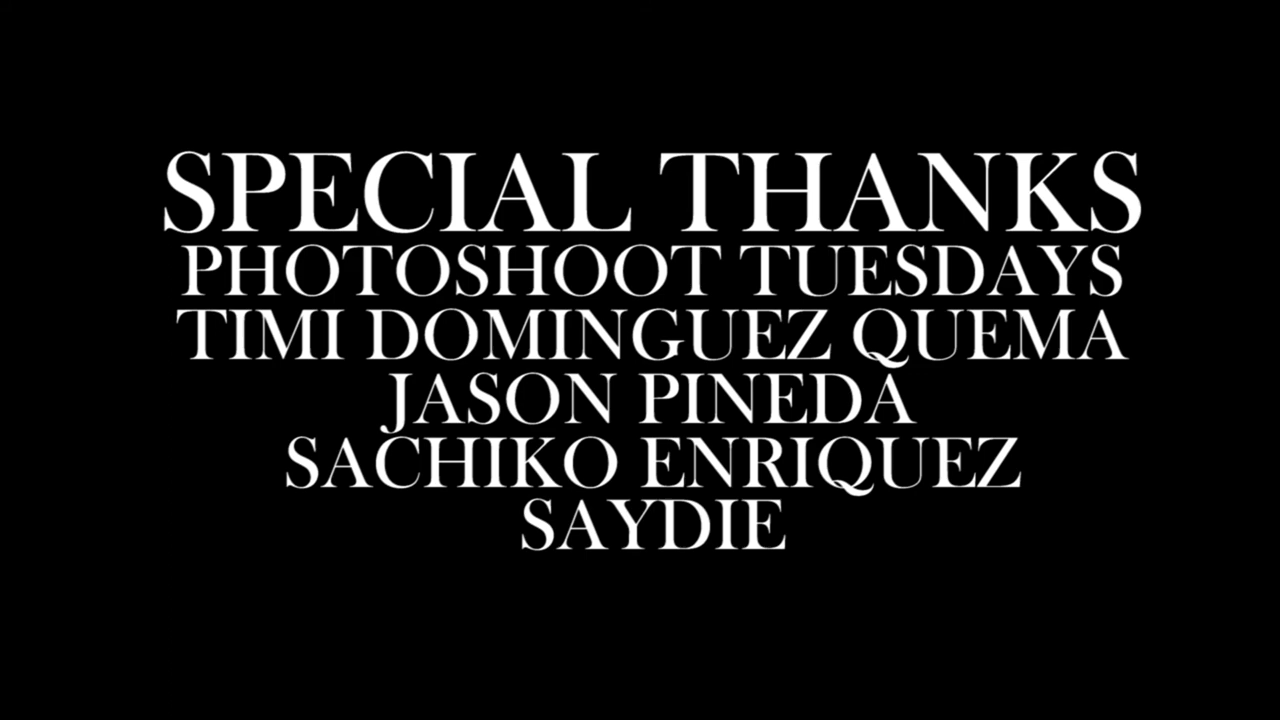 SPECIAL THANKS
PHOTOSHOOT TUESDAYS
TIMI DOMINGUEZ QUEMA
JASON PINEDA
SACHIKO ENRIQUEZ
SAYDIE